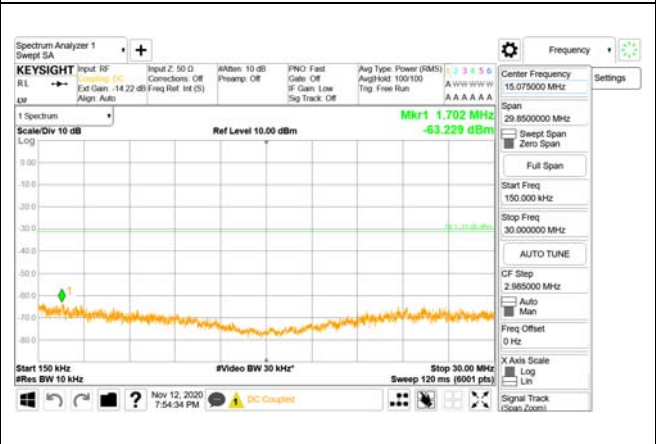 Spectrum Analyzer 1
Swept SA
+
Frequency
KEYSIGHT Input: RF Input Z: 50 Ω #Atten: 10 dB PNO: Fast Avg Type: Power (RMS) 1 2 3 4 5 6
RL Coupling: DC Corrections: Off Preamp: Off Gate: Off Avg|Hold: 100/100 A W W W W W
Ext Gain: -14.22 dB Freq Ref: Int (S) IF Gain: Low Trig: Free Run
Align: Auto Sig Track: Off A A A A A A
1 Spectrum
Mkr1 1.702 MHz
Scale/Div 10 dB Ref Level 10.00 dBm -63.229 dBm
Log
0.00
-10.0
-20.0
-30.0
-40.0
-50.0
-60.0
1
-70.0
-80.0
Start 150 kHz #Video BW 30 kHz* Stop 30.00 MHz
#Res BW 10 kHz Sweep 120 ms (6001 pts)
Nov 12, 2020
7:54:34 PM
? 1 DC Coupled
Center Frequency
15.075000 MHz
Settings
Span
29.8500000 MHz
Swept Span
Zero Span
Full Span
Start Freq
150.000 kHz
Stop Freq
30.000000 MHz
AUTO TUNE
CF Step
2.985000 MHz
Auto
Man
Freq Offset
0 Hz
X Axis Scale
Log
Lin
Signal Track
(Span Zoom)